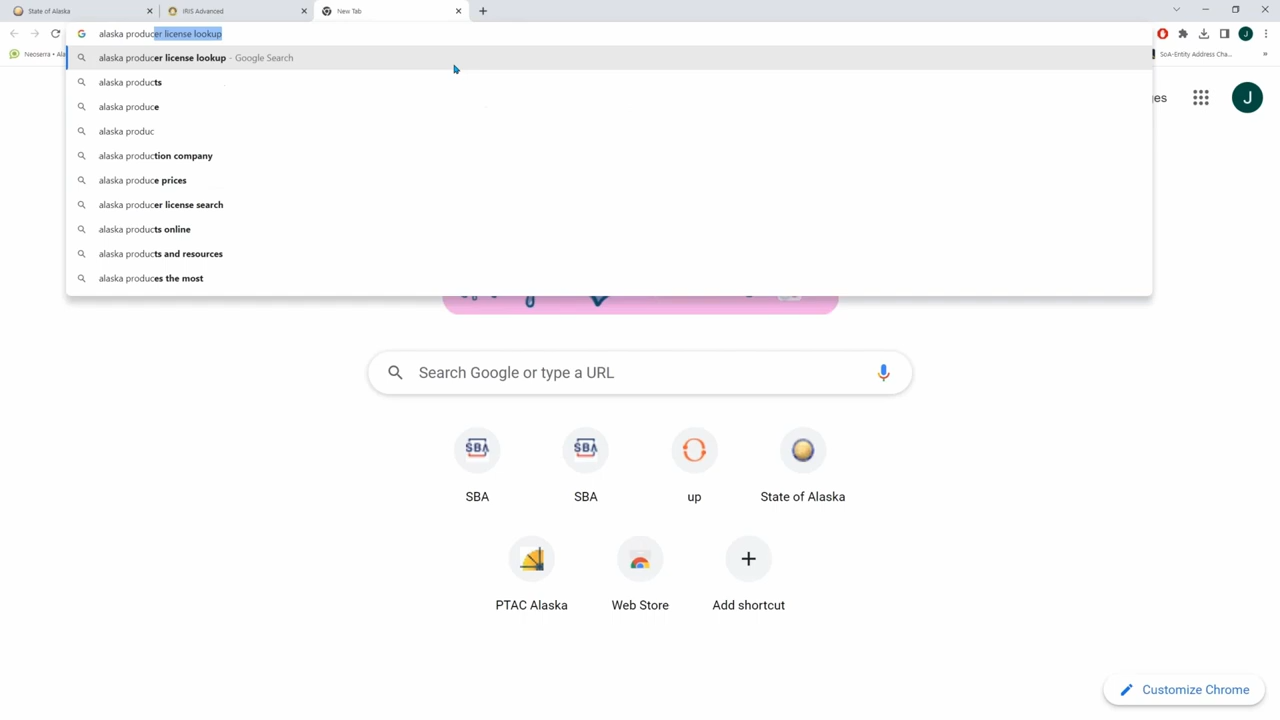 State of Alaska
IRIS Advanced
New Tab
alaska producer license lookup
Neoserra • Ala
SoA-Entity Address Cha...
»
alaska producer license lookup - Google Search
alaska products
alaska produce
alaska produc
alaska production company
alaska produce prices
alaska producer license search
alaska products online
alaska products and resources
alaska produces the most
ges
J
J
Search Google or type a URL
SBA
SBA
SBA
SBA
up
State of Alaska
PTAC Alaska
Web Store
Add shortcut
Customize Chrome